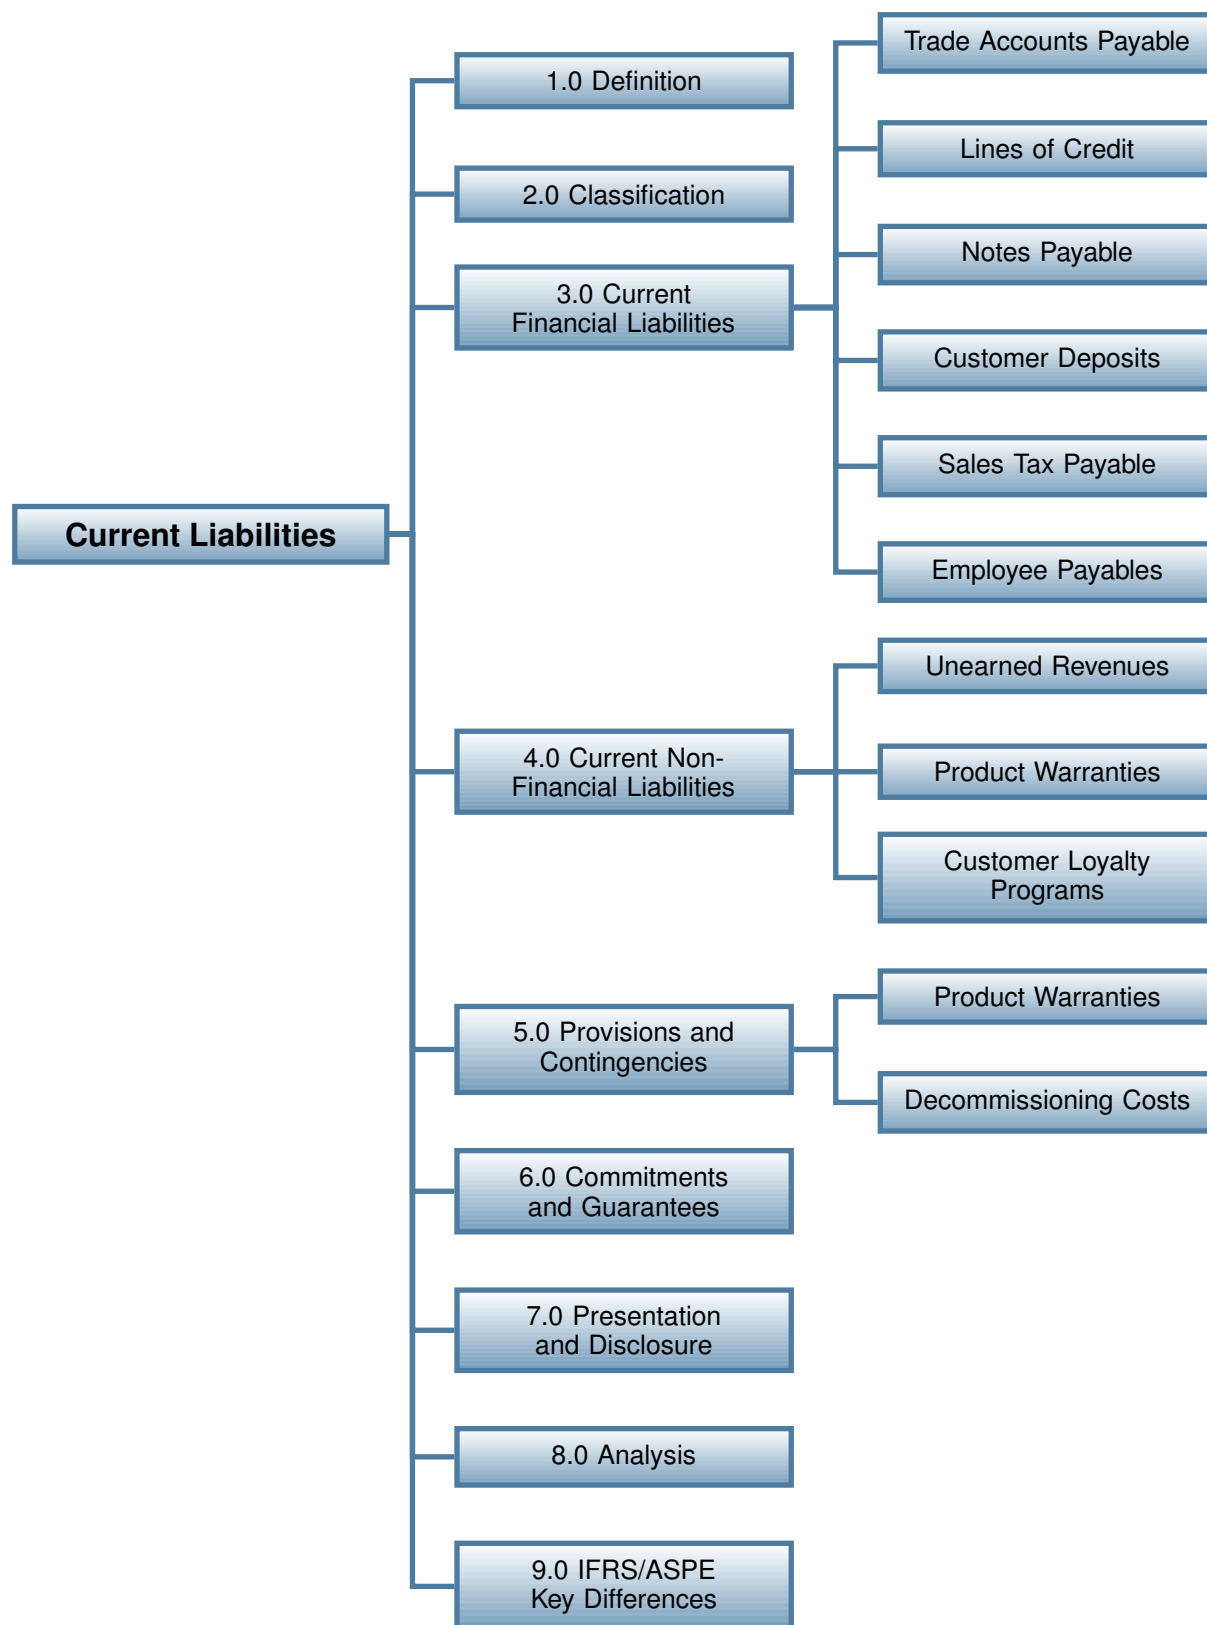 Current Liabilities
1.0 Definition
2.0 Classification
3.0 Current
Financial Liabilities
Trade Accounts Payable
Lines of Credit
Notes Payable
Customer Deposits
Sales Tax Payable
Employee Payables
4.0 Current Non-
Financial Liabilities
Unearned Revenues
Product Warranties
Customer Loyalty
Programs
5.0 Provisions and
Contingencies
Product Warranties
Decommissioning Costs
6.0 Commitments
and Guarantees
7.0 Presentation
and Disclosure
8.0 Analysis
9.0 IFRS/ASPE
Key Differences